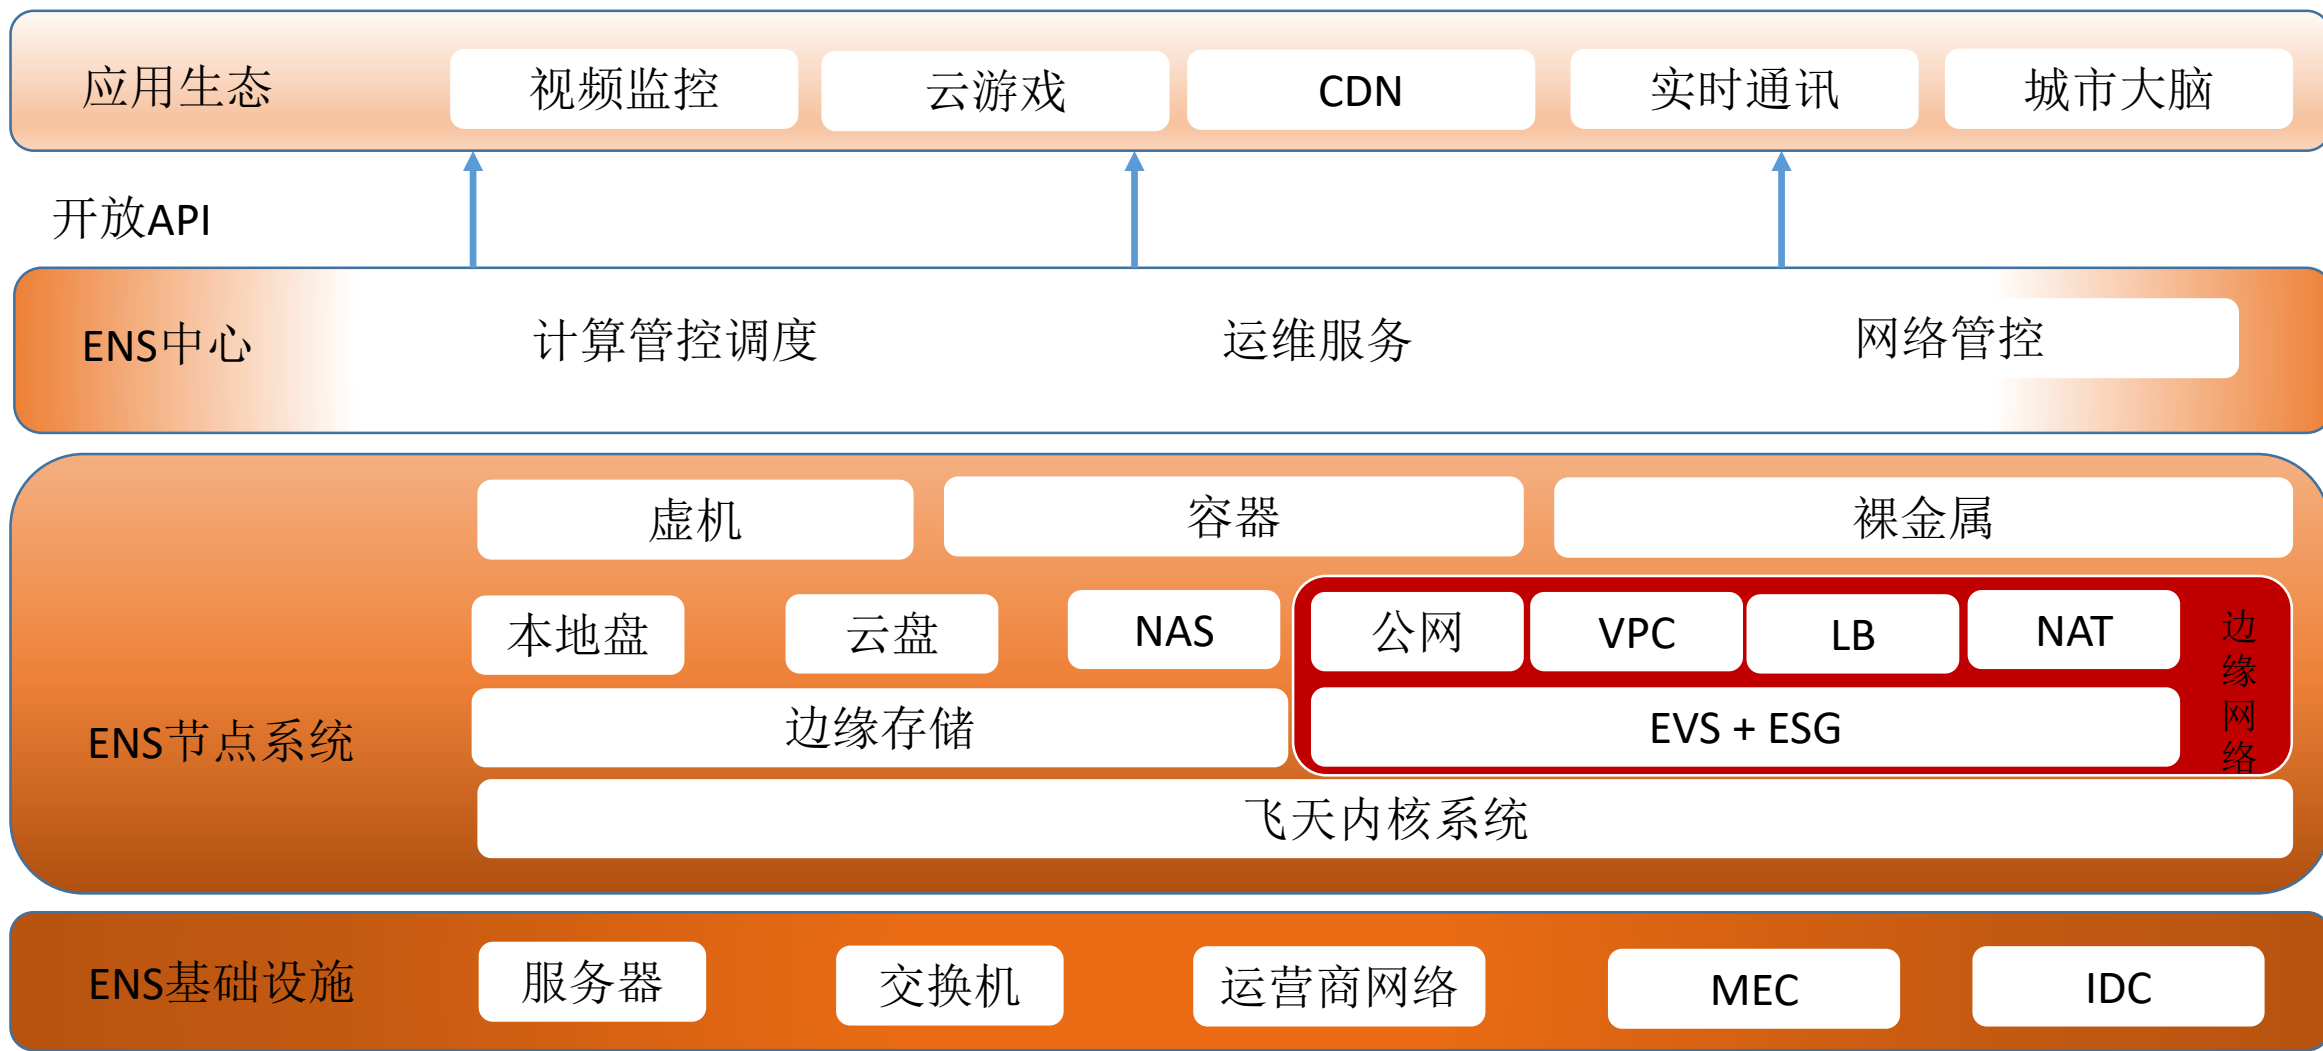 应用生态
视频监控
云游戏
CDN
实时通讯
城市大脑
开放API
ENS中心
计算管控调度
运维服务
网络管控
虚机
容器
裸金属
本地盘
云盘
NAS
公网
VPC
LB
NAT
边缘网络
ENS节点系统
边缘存储
EVS + ESG
飞天内核系统
ENS基础设施
服务器
交换机
运营商网络
MEC
IDC